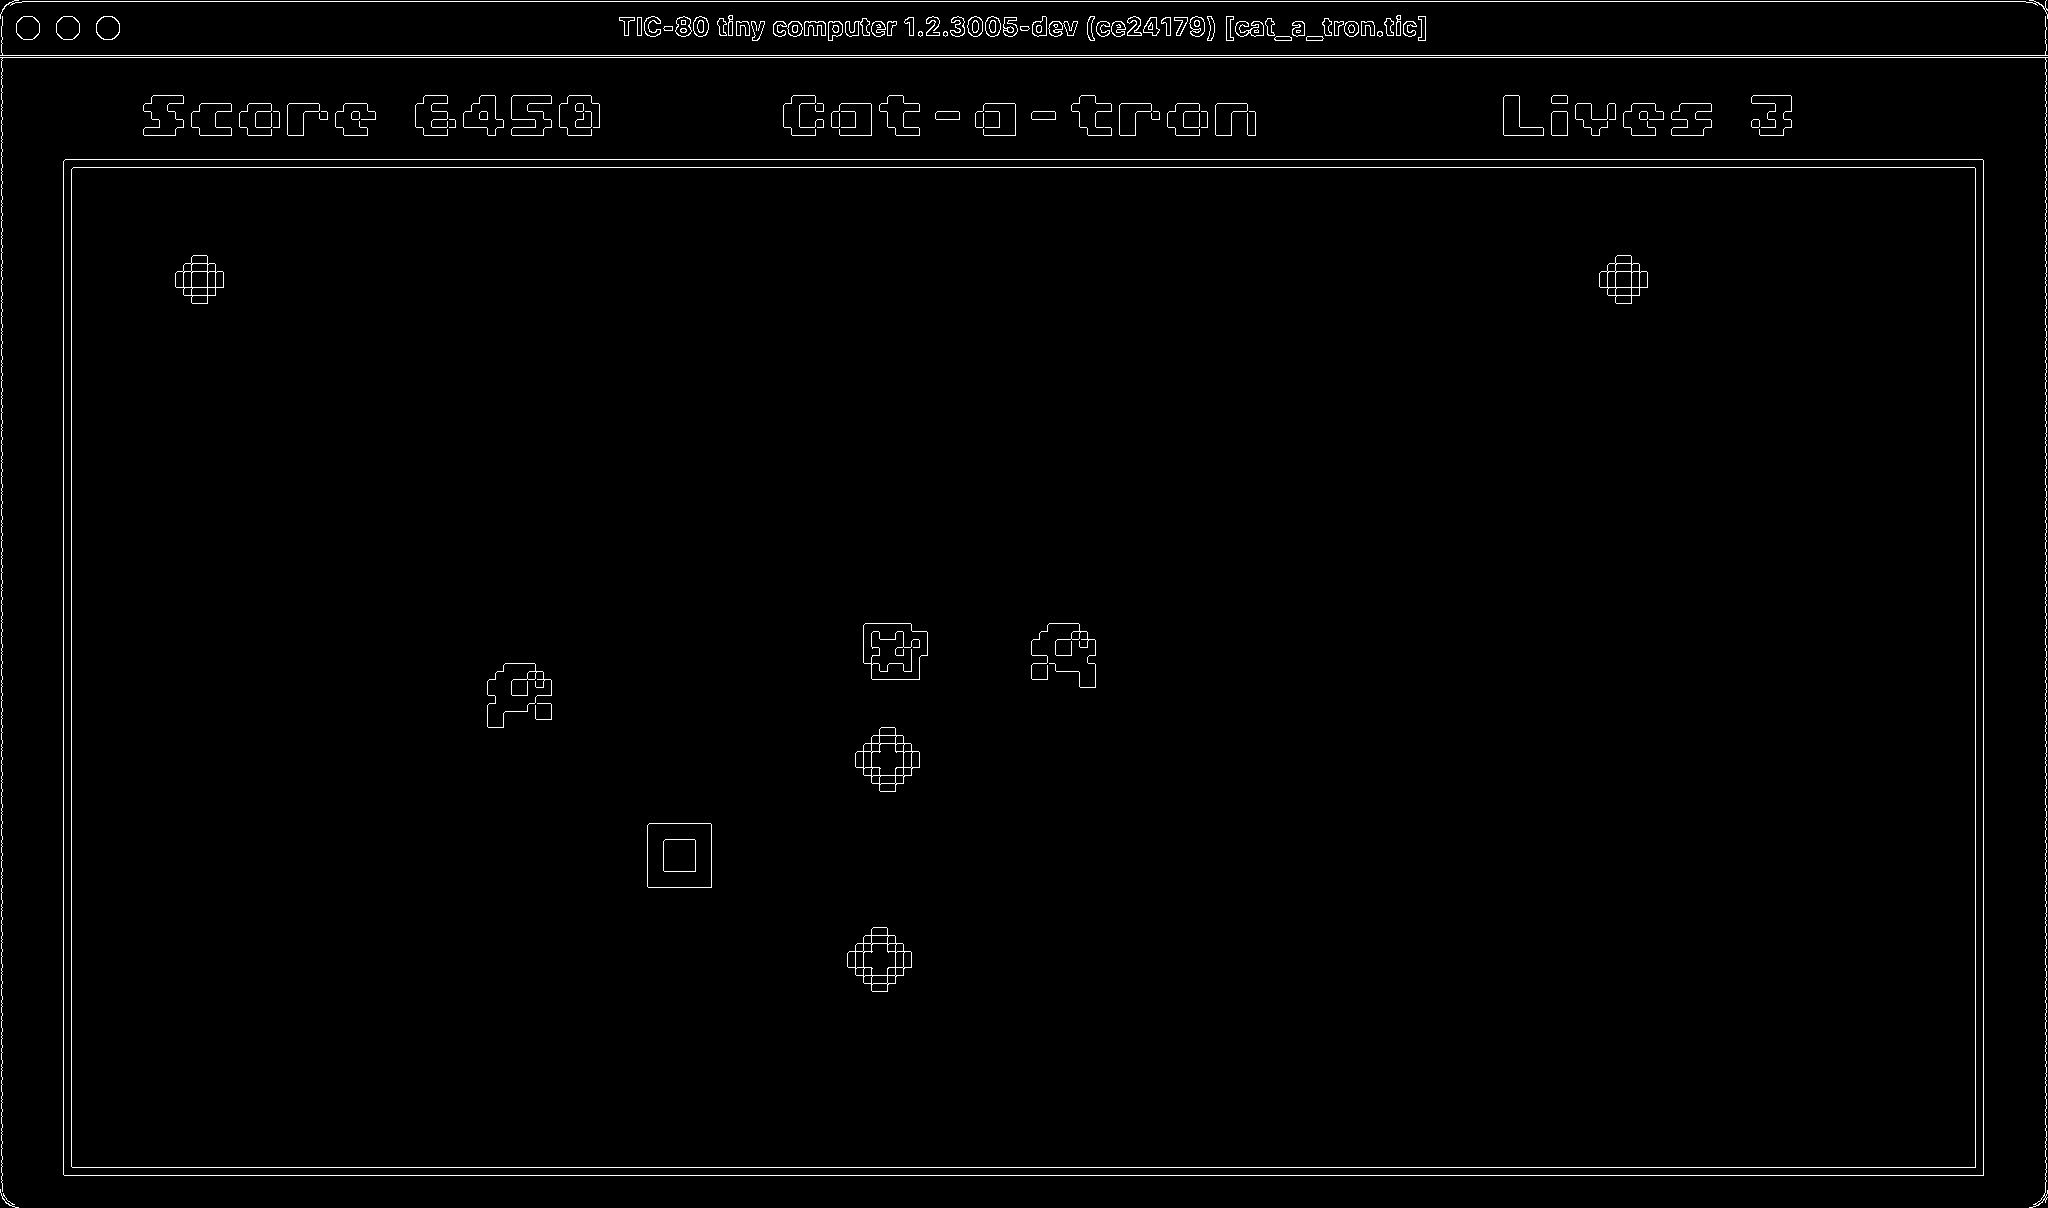 TIC-80 tiny computer 1.2.3005-dev (ce24179) [cat_a_tron.tic]
Score 6450 Cat-a-tron Lives 3